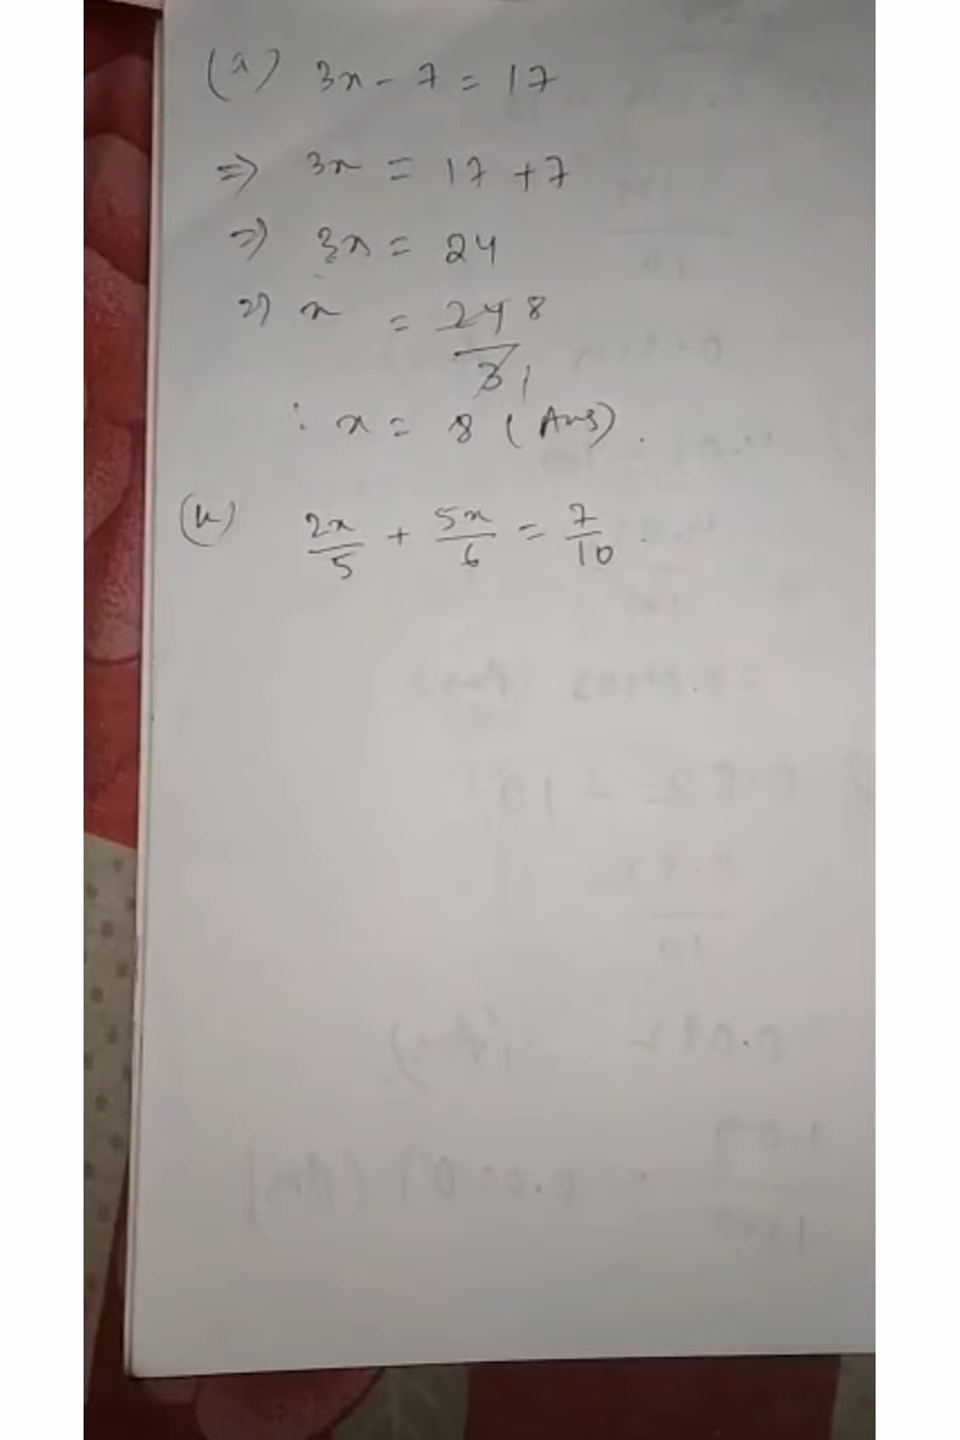 (a) 3x - 7 = 17
⇒ 3x = 17 + 7
⇒ 3x = 24
⇒ x = 24 8 / 3 1
∴ x = 8 (Ans).
2x/5 + 5x/6 = 7/10